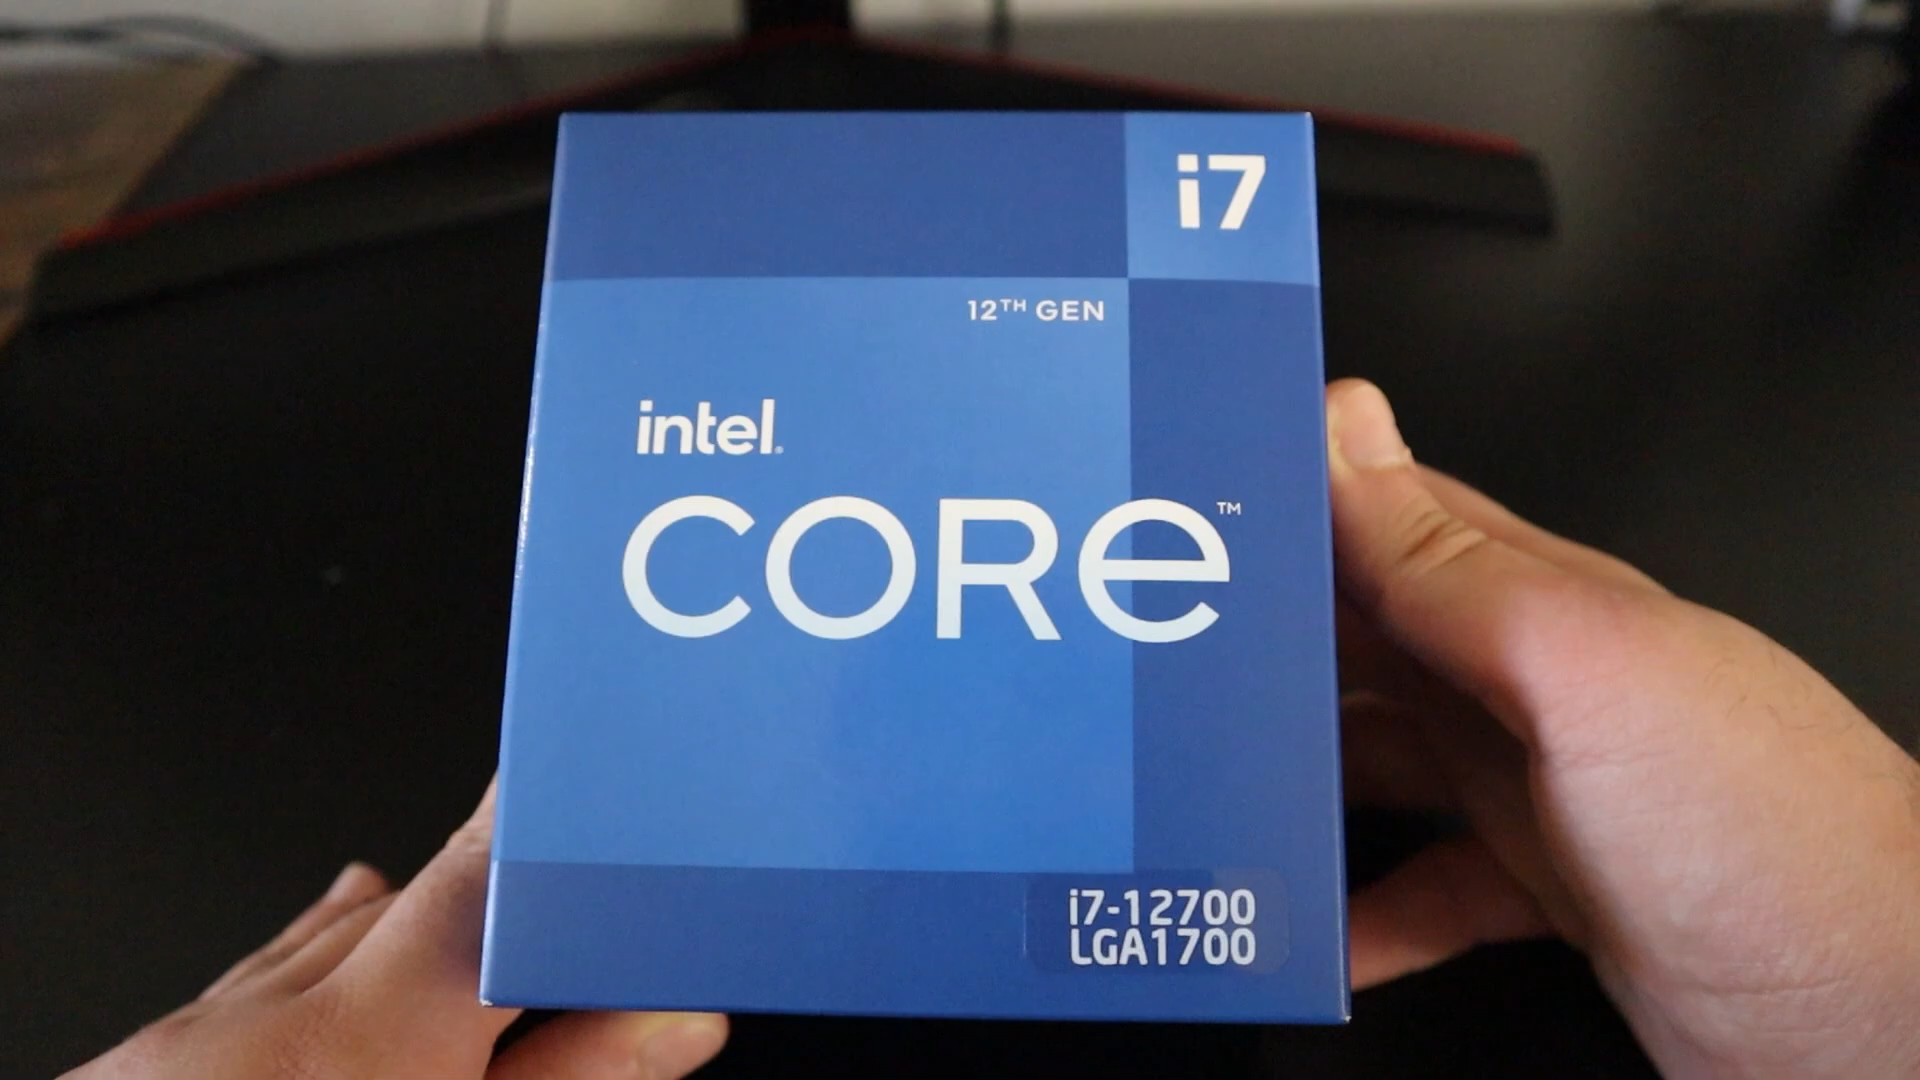 i7
12TH GEN
intel.
CORe™
i7-12700
LGA1700